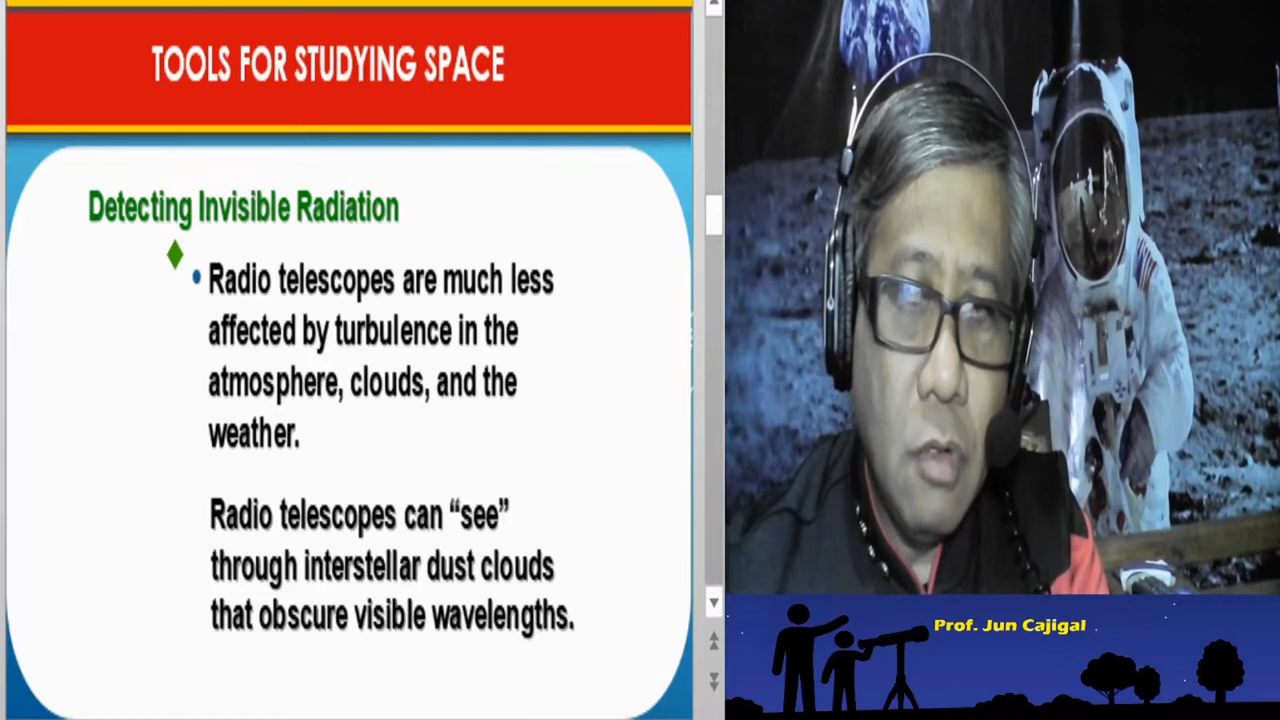 TOOLS FOR STUDYING SPACE
Detecting Invisible Radiation
• Radio telescopes are much less
affected by turbulence in the
atmosphere, clouds, and the
weather.
Radio telescopes can “see”
through interstellar dust clouds
that obscure visible wavelengths.
Prof. Jun Cajigal